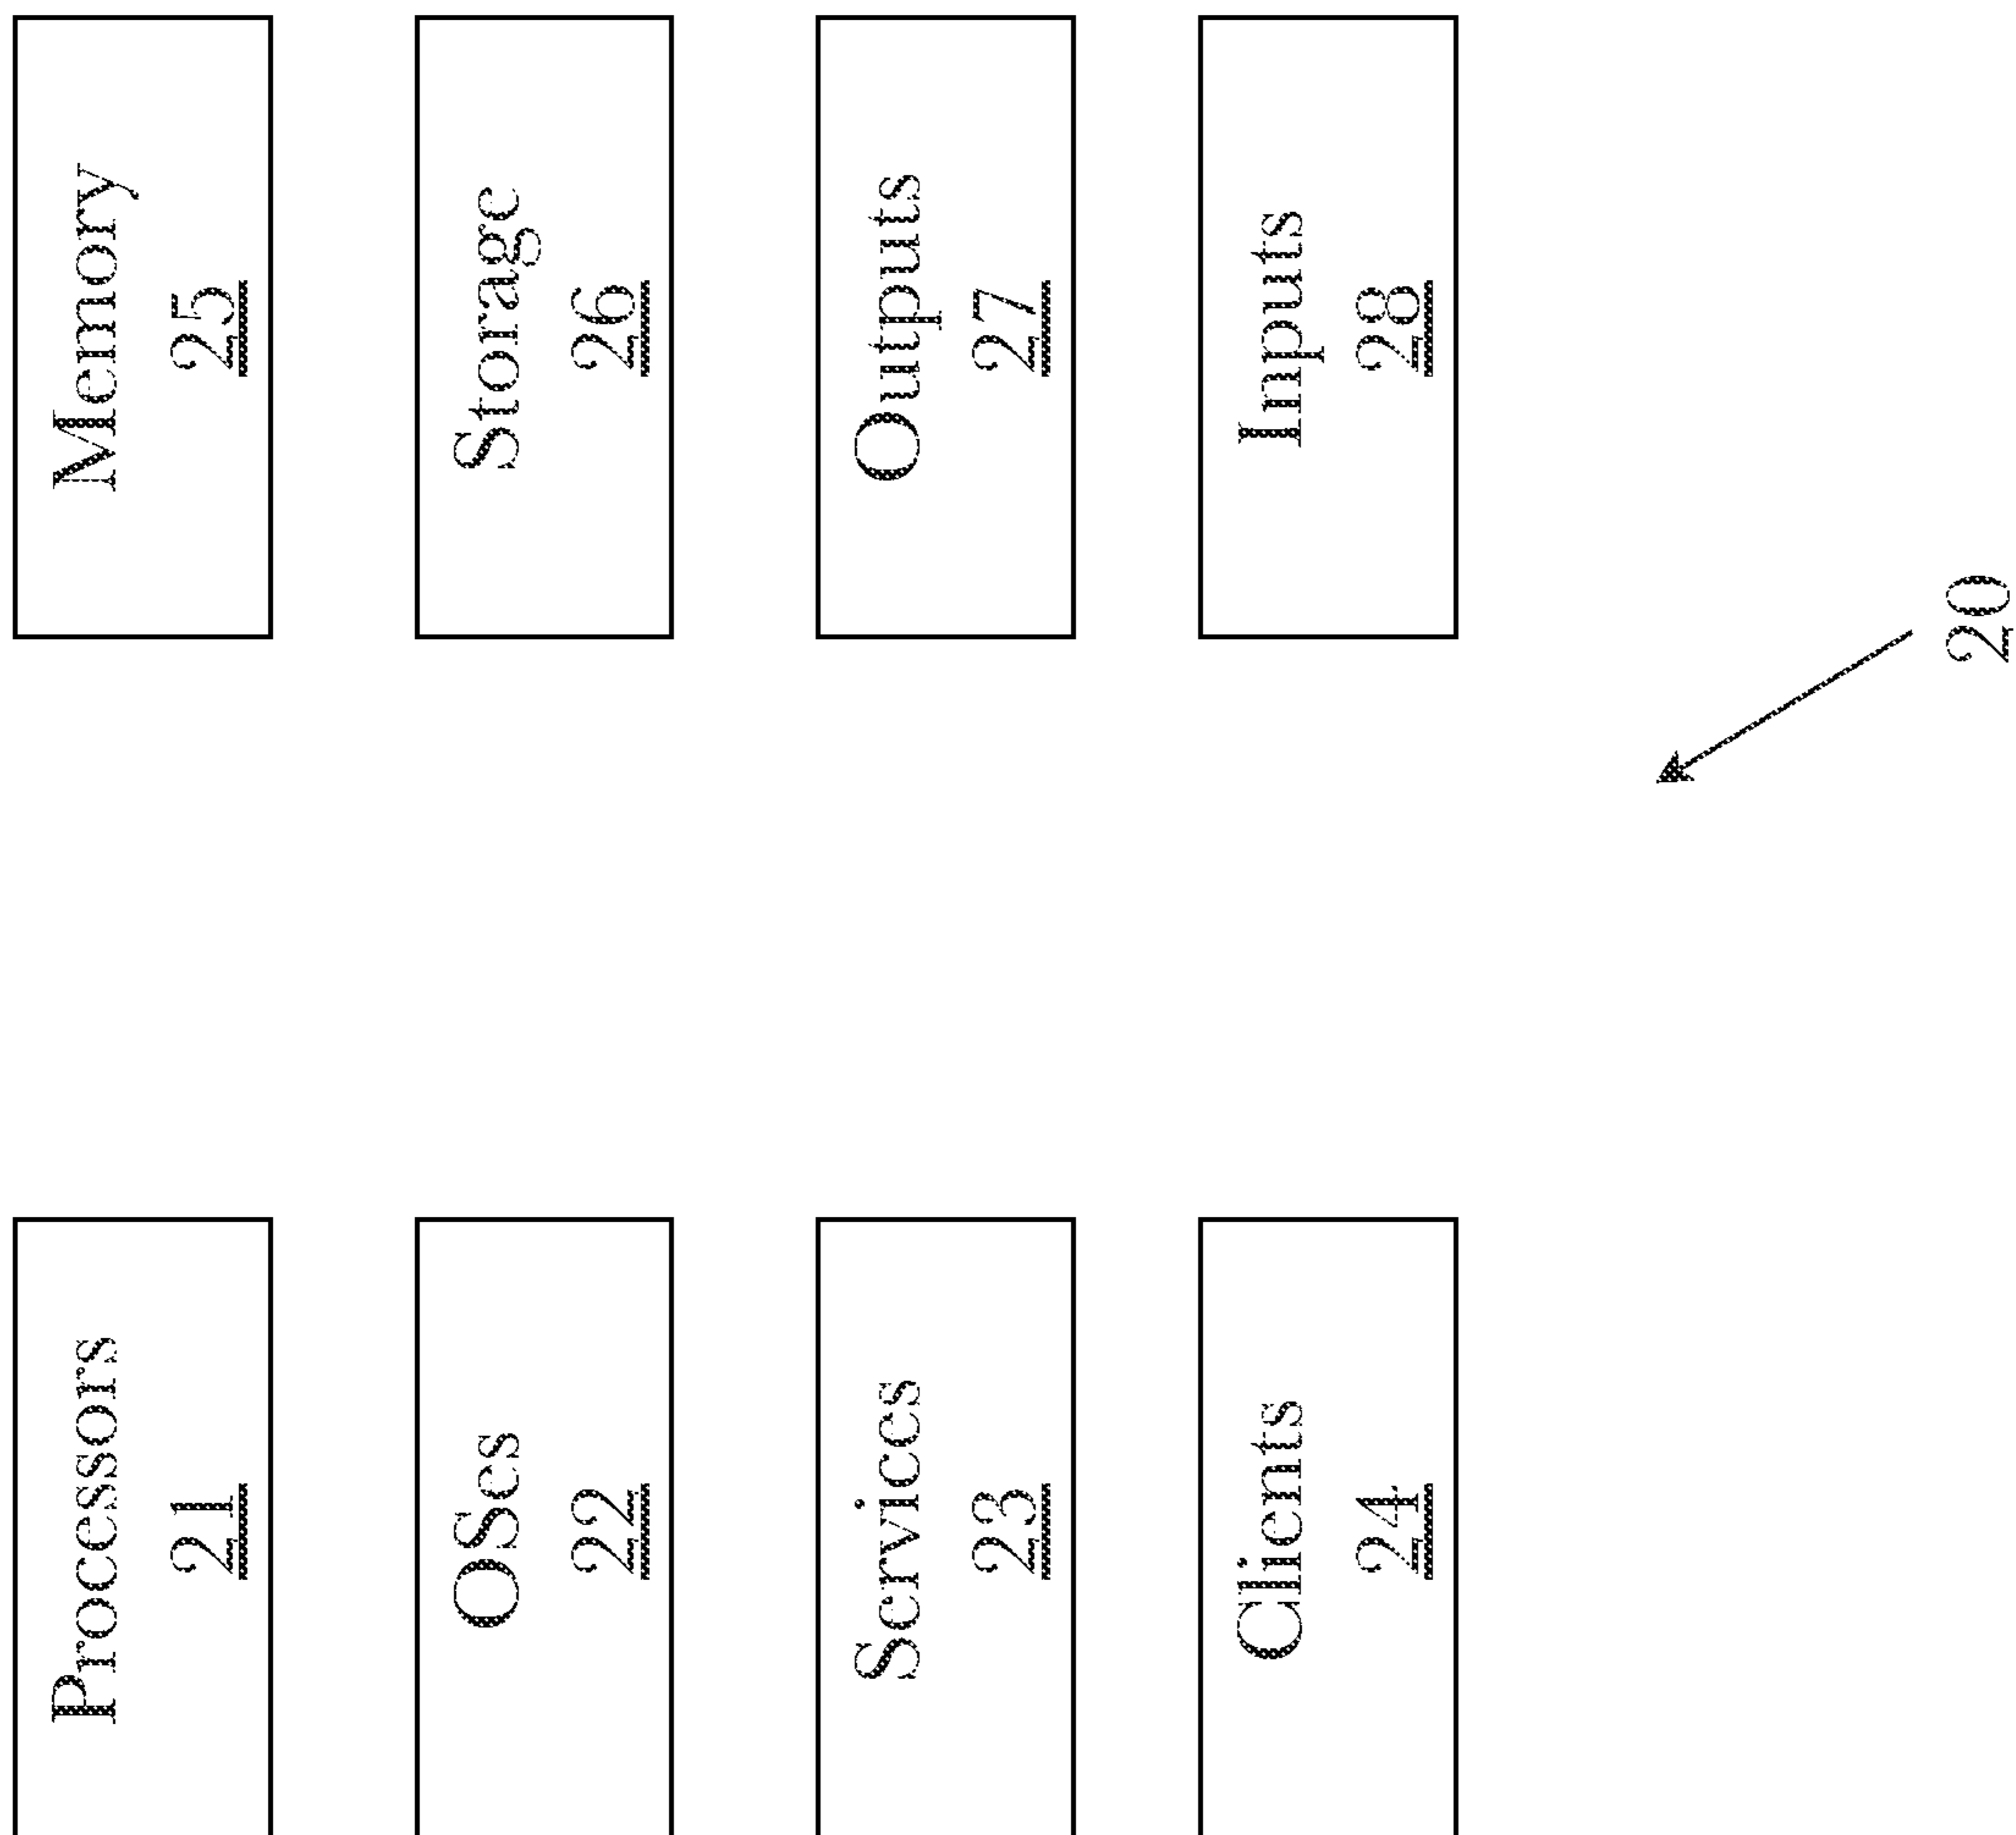 Processors
21
OSes
22
Services
23
Clients
24
Memory
25
Storage
26
Outputs
27
Inputs
28
20